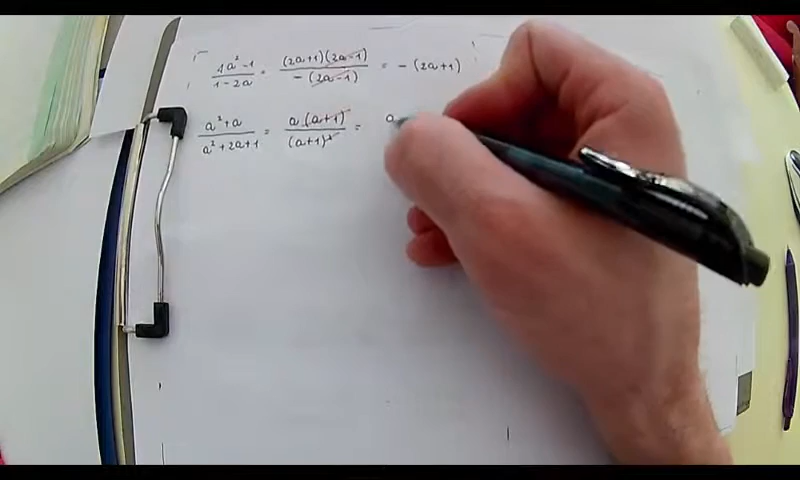 (4a² - 1)/(1 - 2a) = ((2a+1)(2a-1))/(-(2a-1)) = - (2a+1)
(a² + a)/(a² + 2a + 1) = (a (a+1))/((a+1)²) = a